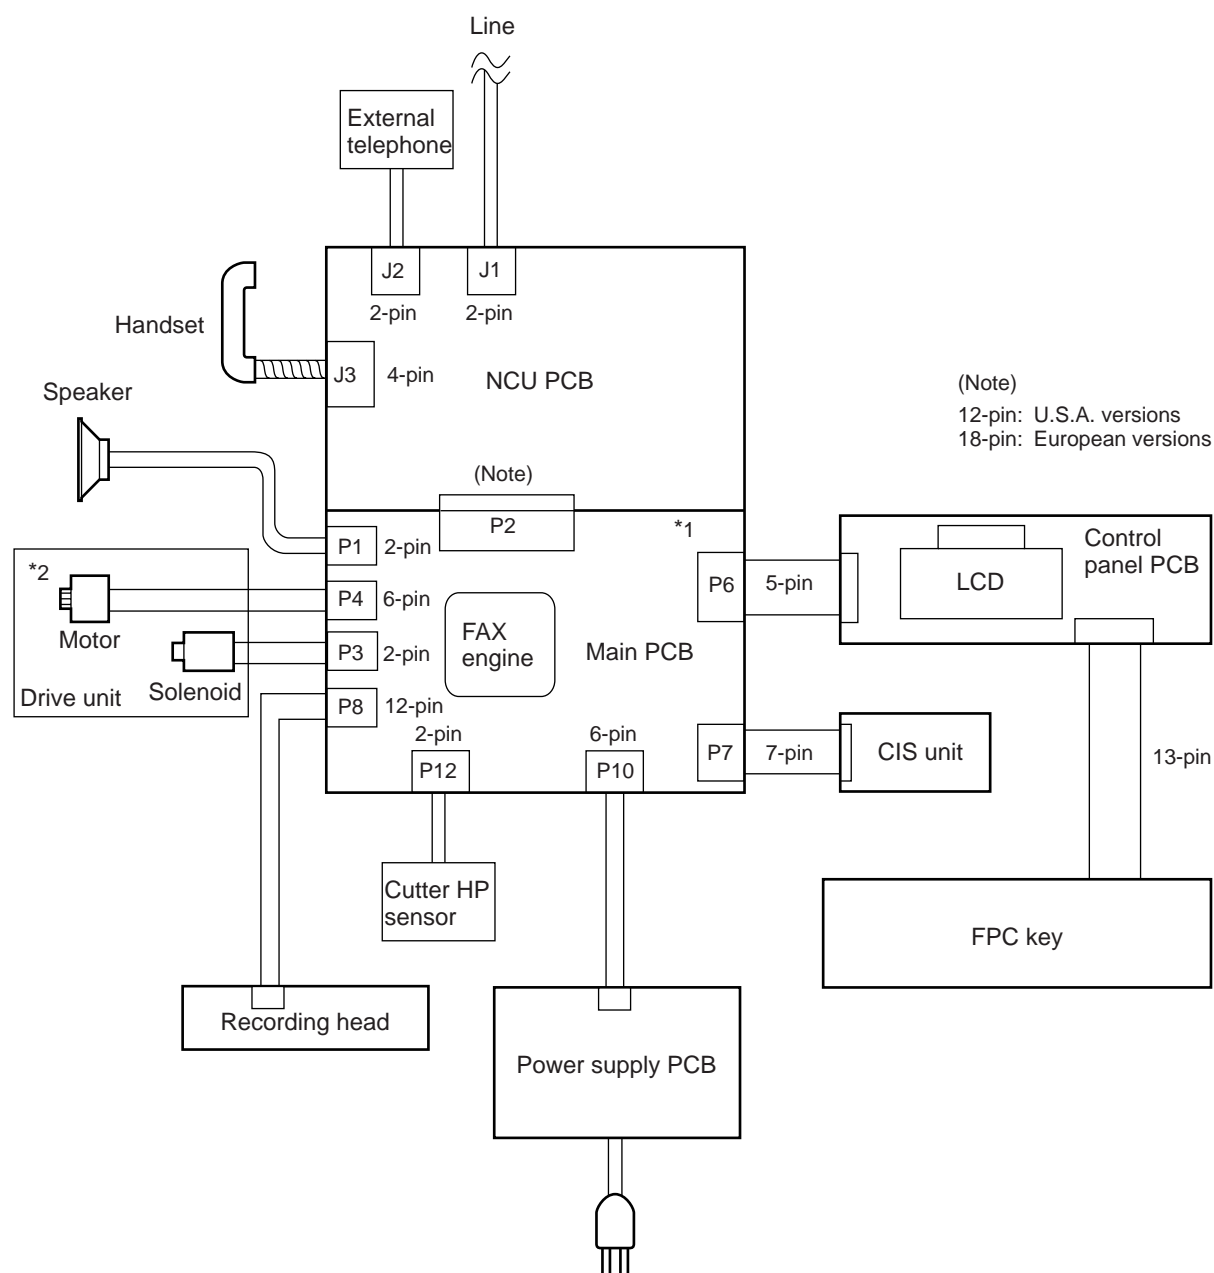 Line
External
telephone
J2
J1
2-pin
2-pin
Handset
J3
4-pin
NCU PCB
Speaker
(Note)
12-pin: U.S.A. versions
18-pin: European versions
(Note)
P2
*1
P1
2-pin
*2
Motor
P4
6-pin
Solenoid
P3
2-pin
Drive unit
P8
12-pin
FAX
engine
Main PCB
P6
5-pin
LCD
Control
panel PCB
2-pin
P12
6-pin
P10
P7
7-pin
CIS unit
13-pin
Cutter HP
sensor
FPC key
Recording head
Power supply PCB